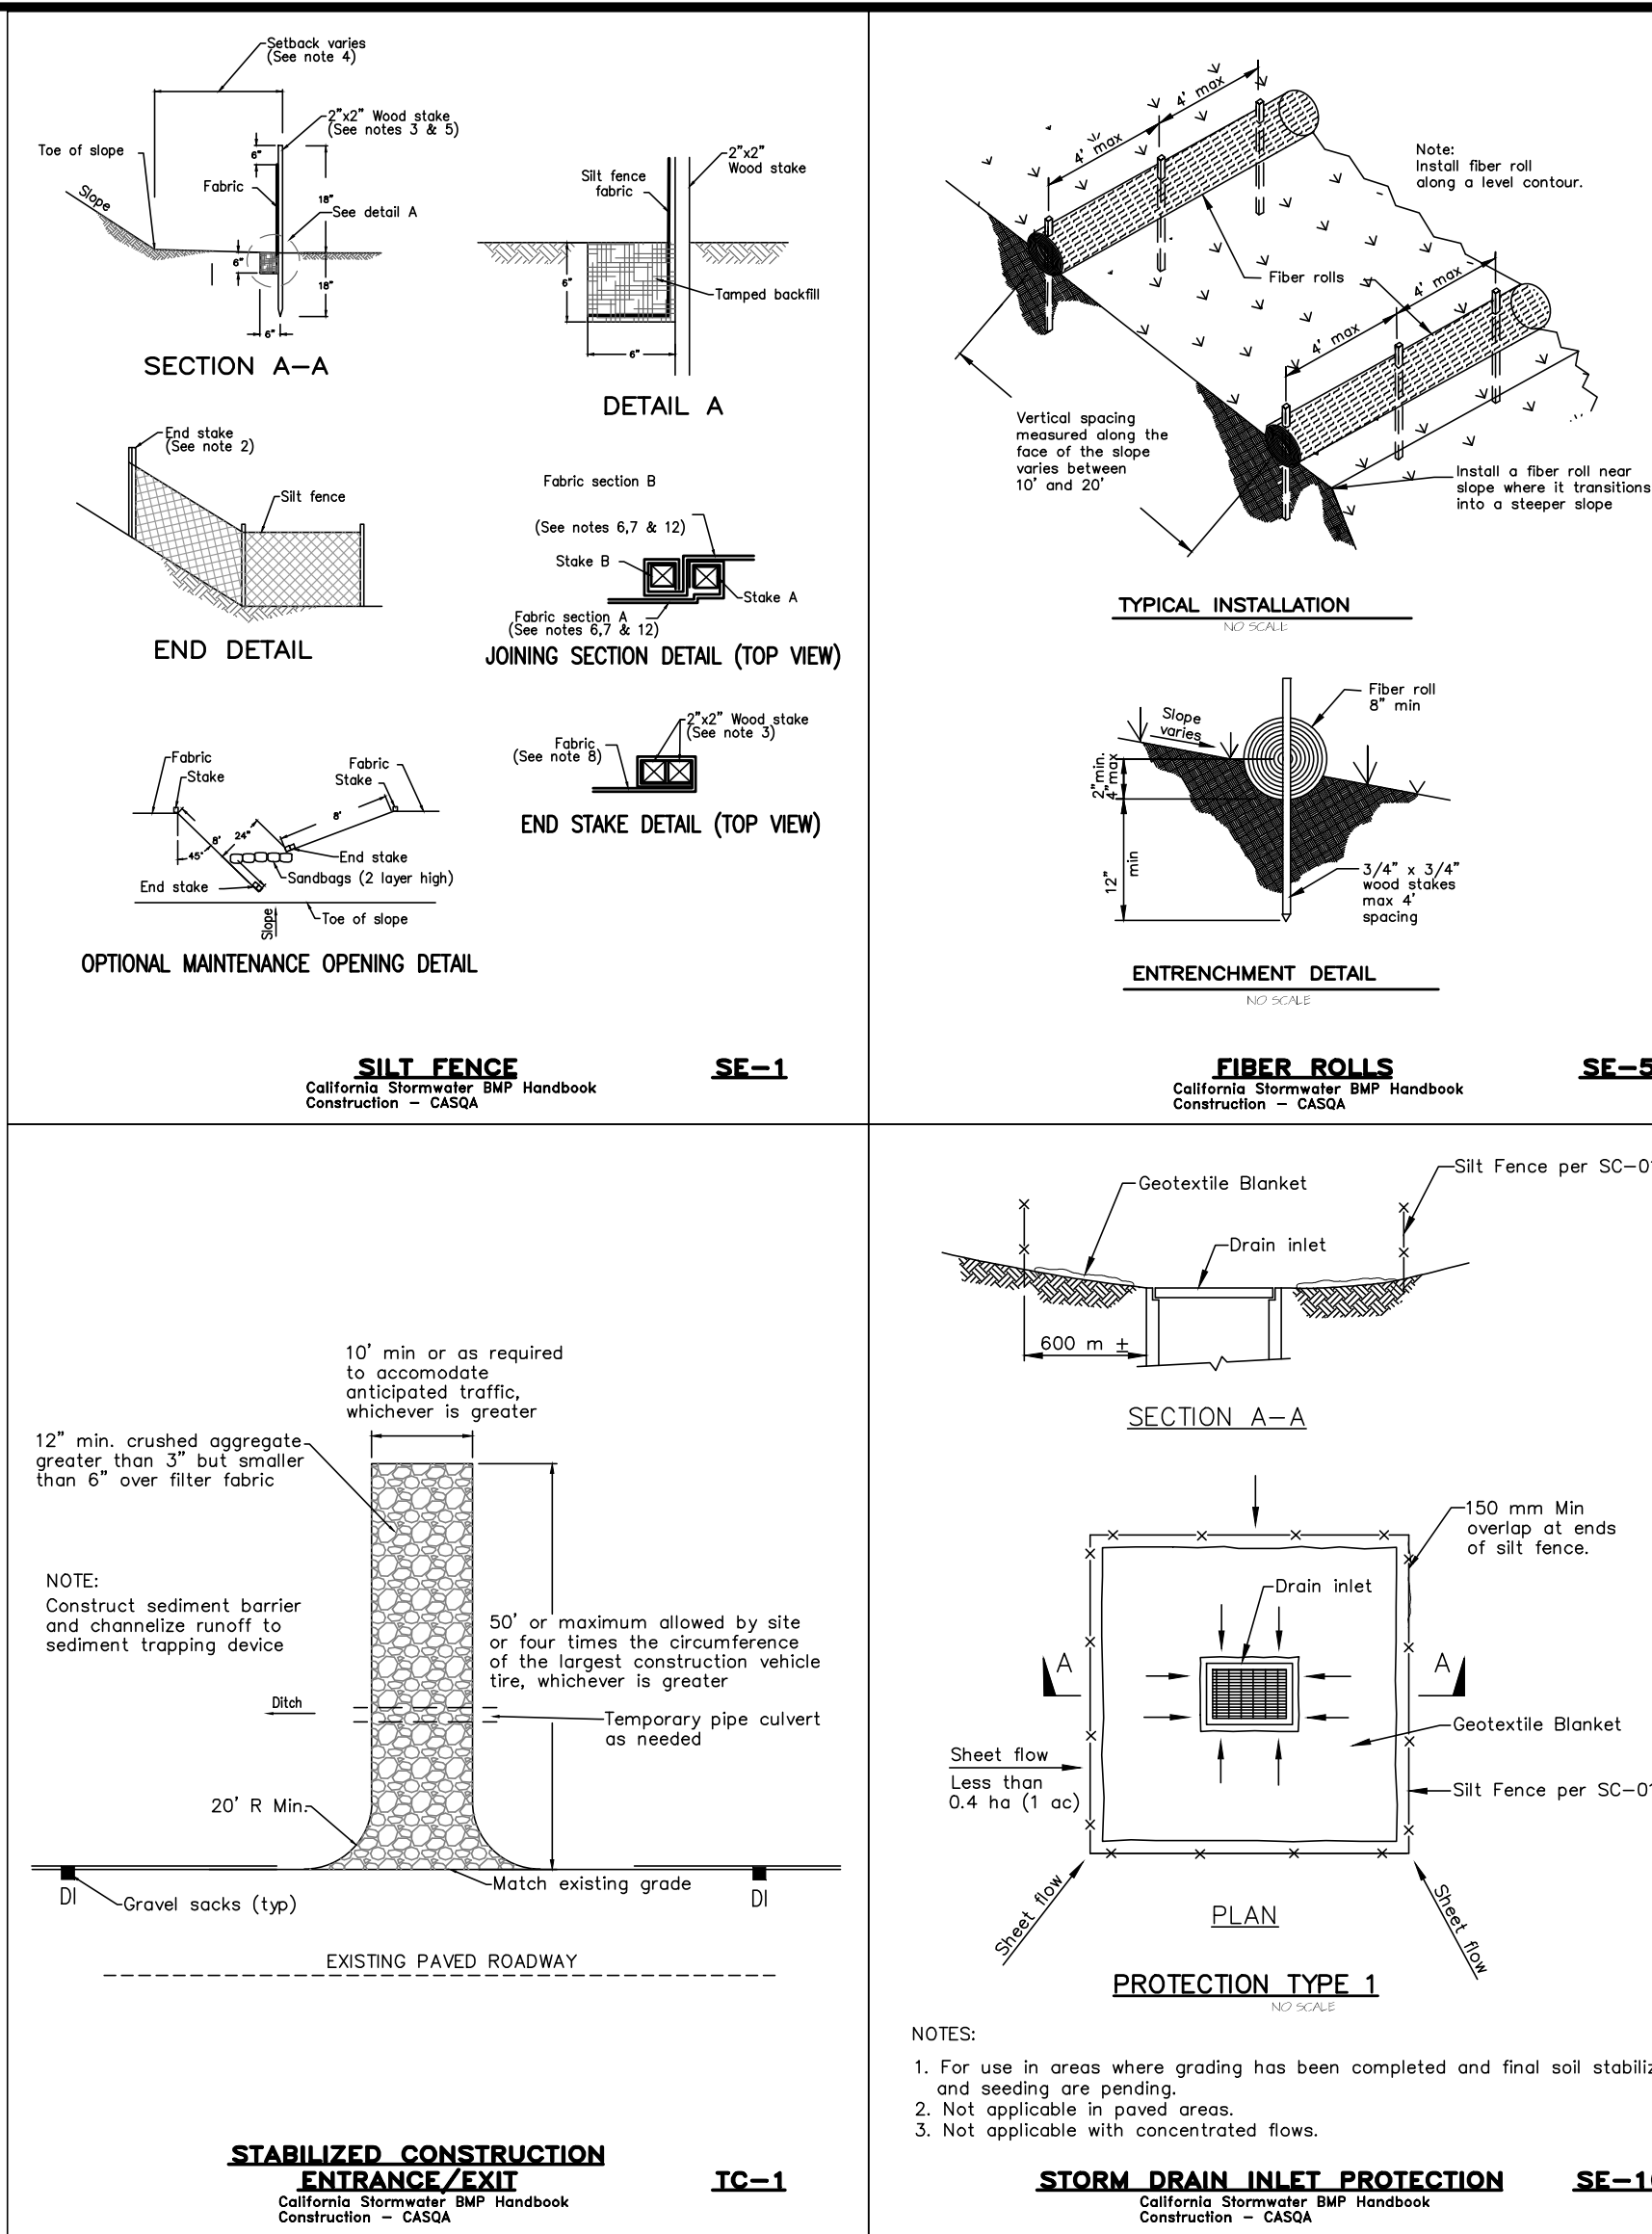 Setback varies
(See note 4)
2"x2" Wood stake
(See notes 3 & 5)
Toe of slope
6"
Fabric
18"
Slope
See detail A
6"
18"
6"
SECTION A-A
2"x2"
Wood stake
Silt fence
fabric
6"
Tamped backfill
6"
DETAIL A
End stake
(See note 2)
Silt fence
END DETAIL
Fabric section B
(See notes 6,7 & 12)
Stake B
Stake A
Fabric section A
(See notes 6,7 & 12)
JOINING SECTION DETAIL (TOP VIEW)
2"x2" Wood stake
(See note 3)
Fabric
(See note 8)
END STAKE DETAIL (TOP VIEW)
Fabric
Stake
Fabric
Stake
8'
24"
8'
45°
End stake
Sandbags (2 layer high)
End stake
Toe of slope
Slope
OPTIONAL MAINTENANCE OPENING DETAIL
SILT FENCE
SE-1
California Stormwater BMP Handbook
Construction - CASQA
4' max
4' max
Note:
Install fiber roll
along a level contour.
Fiber rolls
4' max
4' max
Vertical spacing
measured along the
face of the slope
varies between
10' and 20'
Install a fiber roll near
slope where it transitions
into a steeper slope
TYPICAL INSTALLATION
NO SCALE
Fiber roll
8" min
Slope
varies
2"min.
4"max
12"
min
3/4" x 3/4"
wood stakes
max 4'
spacing
ENTRENCHMENT DETAIL
NO SCALE
FIBER ROLLS
SE-5
California Stormwater BMP Handbook
Construction - CASQA
10' min or as required
to accomodate
anticipated traffic,
whichever is greater
12" min. crushed aggregate
greater than 3" but smaller
than 6" over filter fabric
NOTE:
Construct sediment barrier
and channelize runoff to
sediment trapping device
50' or maximum allowed by site
or four times the circumference
of the largest construction vehicle
tire, whichever is greater
Ditch
Temporary pipe culvert
as needed
20' R Min.
Match existing grade
DI
Gravel sacks (typ)
DI
EXISTING PAVED ROADWAY
STABILIZED CONSTRUCTION
ENTRANCE/EXIT
TC-1
California Stormwater BMP Handbook
Construction - CASQA
Silt Fence per SC-0
Geotextile Blanket
Drain inlet
600 m ±
SECTION A-A
150 mm Min
overlap at ends
of silt fence.
Drain inlet
A
A
Geotextile Blanket
Sheet flow
Less than
0.4 ha (1 ac)
Silt Fence per SC-0
Sheet flow
Sheet flow
PLAN
PROTECTION TYPE 1
NO SCALE
NOTES:
1. For use in areas where grading has been completed and final soil
and seeding are pending.
2. Not applicable in paved areas.
3. Not applicable with concentrated flows.
STORM DRAIN INLET PROTECTION
SE-1
California Stormwater BMP Handbook
Construction - CASQA